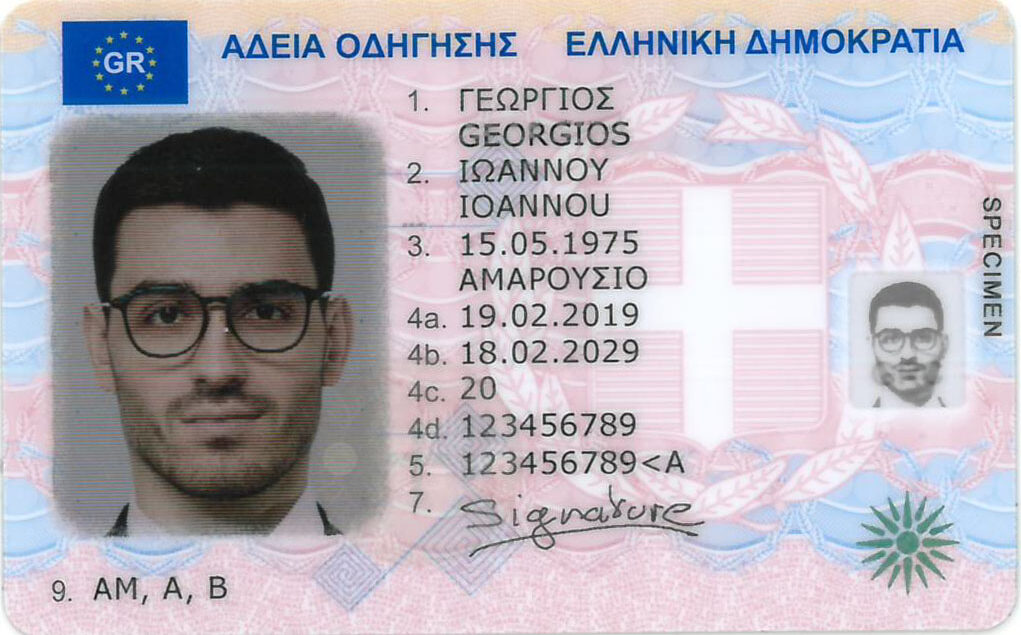 GR
ΑΔΕΙΑ ΟΔΗΓΗΣΗΣ ΕΛΛΗΝΙΚΗ ΔΗΜΟΚΡΑΤΙΑ
1. ΓΕΩΡΓΙΟΣ
GEORGIOS
2. ΙΩΑΝΝΟΥ
IOANNOU
3. 15.05.1975
ΑΜΑΡΟΥΣΙΟ
4a. 19.02.2019
4b. 18.02.2029
4c. 20
4d. 123456789
5. 123456789<A
7. Signature
9. AM, A, B
SPECIMEN